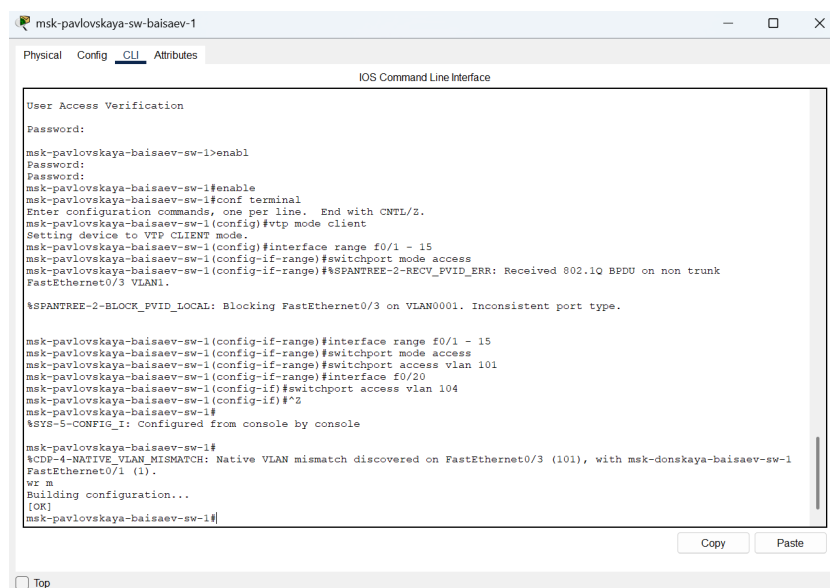 msk-pavlovskaya-sw-baisaev-1
Physical Config CLI Attributes
IOS Command Line Interface
User Access Verification
Password:
msk-pavlovskaya-baisaev-sw-1>enabl
Password:
Password:
msk-pavlovskaya-baisaev-sw-1#enable
msk-pavlovskaya-baisaev-sw-1#conf terminal
Enter configuration commands, one per line. End with CNTL/Z.
msk-pavlovskaya-baisaev-sw-1(config)#vtp mode client
Setting device to VTP CLIENT mode.
msk-pavlovskaya-baisaev-sw-1(config)#interface range f0/1 - 15
msk-pavlovskaya-baisaev-sw-1(config-if-range)#switchport mode access
msk-pavlovskaya-baisaev-sw-1(config-if-range)#%SPANTREE-2-RECV_PVID_ERR: Received 802.1Q BPDU on non trunk
FastEthernet0/3 VLAN1.
%SPANTREE-2-BLOCK_PVID_LOCAL: Blocking FastEthernet0/3 on VLAN0001. Inconsistent port type.
msk-pavlovskaya-baisaev-sw-1(config-if-range)#interface range f0/1 - 15
msk-pavlovskaya-baisaev-sw-1(config-if-range)#switchport mode access
msk-pavlovskaya-baisaev-sw-1(config-if-range)#switchport access vlan 101
msk-pavlovskaya-baisaev-sw-1(config-if-range)#interface f0/20
msk-pavlovskaya-baisaev-sw-1(config-if)#switchport access vlan 104
msk-pavlovskaya-baisaev-sw-1(config-if)#^Z
msk-pavlovskaya-baisaev-sw-1#
%SYS-5-CONFIG_I: Configured from console by console
msk-pavlovskaya-baisaev-sw-1#
%CDP-4-NATIVE_VLAN_MISMATCH: Native VLAN mismatch discovered on FastEthernet0/3 (101), with msk-donskaya-baisaev-sw-1
FastEthernet0/1 (1).
wr m
Building configuration...
[OK]
msk-pavlovskaya-baisaev-sw-1#
Copy Paste
Top